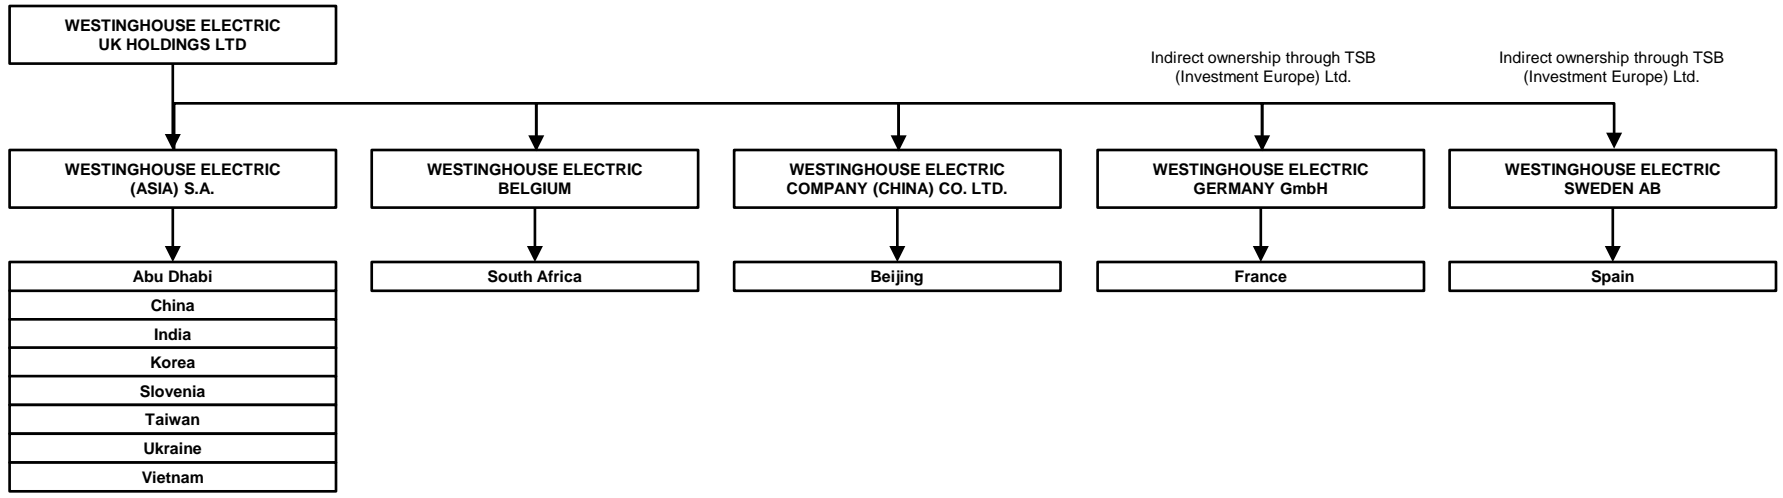 WESTINGHOUSE ELECTRIC
UK HOLDINGS LTD
Indirect ownership through TSB
(Investment Europe) Ltd.
Indirect ownership through TSB
(Investment Europe) Ltd.
WESTINGHOUSE ELECTRIC
(ASIA) S.A.
WESTINGHOUSE ELECTRIC
BELGIUM
WESTINGHOUSE ELECTRIC
COMPANY (CHINA) CO. LTD.
WESTINGHOUSE ELECTRIC
GERMANY GmbH
WESTINGHOUSE ELECTRIC
SWEDEN AB
Abu Dhabi
China
India
Korea
Slovenia
Taiwan
Ukraine
Vietnam
South Africa
Beijing
France
Spain